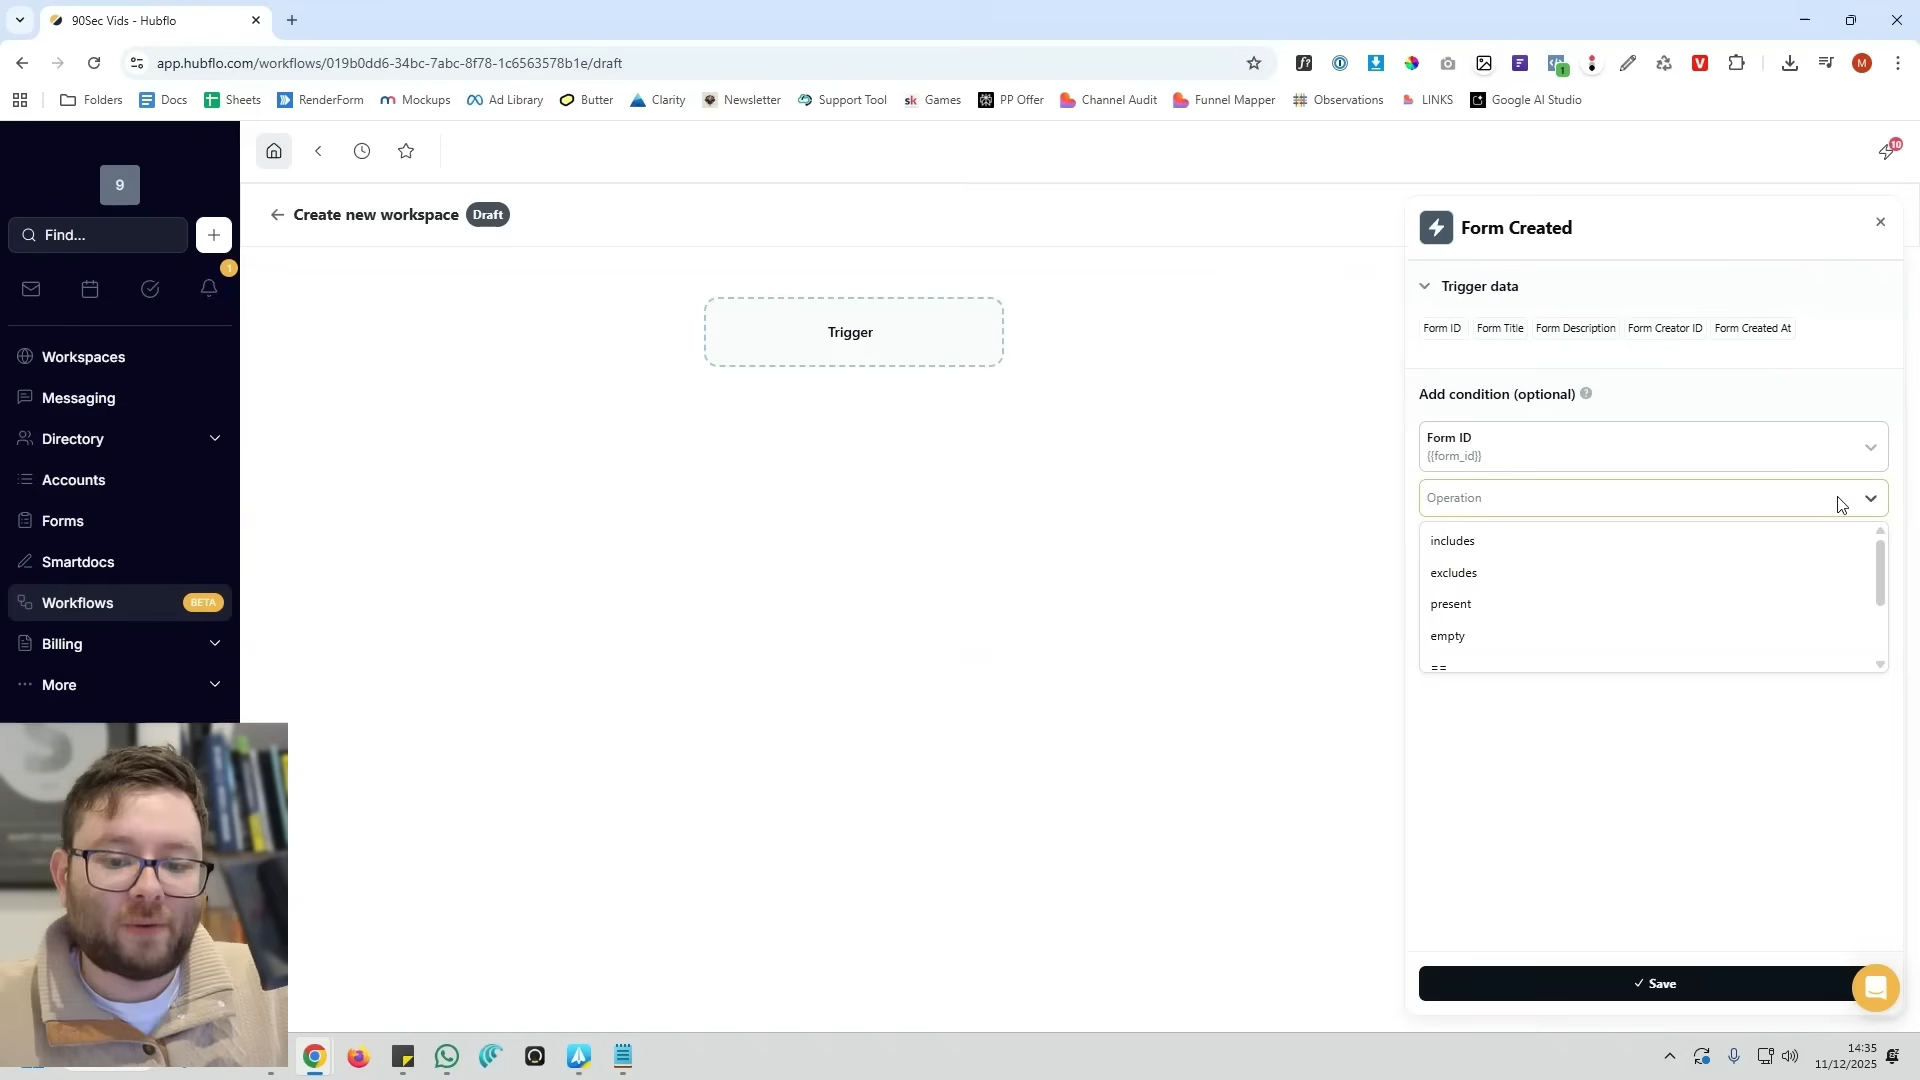 90Sec Vids - Hubflo
app.hubflo.com/workflows/019b0dd6-34bc-7abc-8f78-1c6563578b1e/draft
1
M
Folders
Docs
Sheets
RenderForm
Mockups
Ad Library
Butter
Clarity
Newsletter
Support Tool
sk Games
PP Offer
Channel Audit
Funnel Mapper
Observations
LINKS
Google AI Studio
9
10
Find...
Create new workspace
Draft
Form Created
1
Trigger data
Form ID
Form Title
Form Description
Form Creator ID
Form Created At
Trigger
Workspaces
Messaging
Directory
Accounts
Forms
Smartdocs
Workflows
BETA
Billing
More
Add condition (optional)
Form ID
{{form_id}}
Operation
includes
excludes
present
empty
==
Save
14:35
11/12/2025